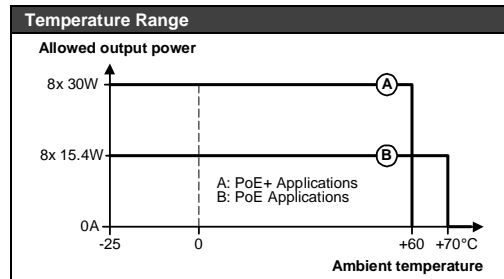 Temperature Range
Allowed output power
8x 30W
A
8x 15.4W
B
A: PoE+ Applications
B: PoE Applications
0A
-25
0
+60
+70°C
Ambient temperature